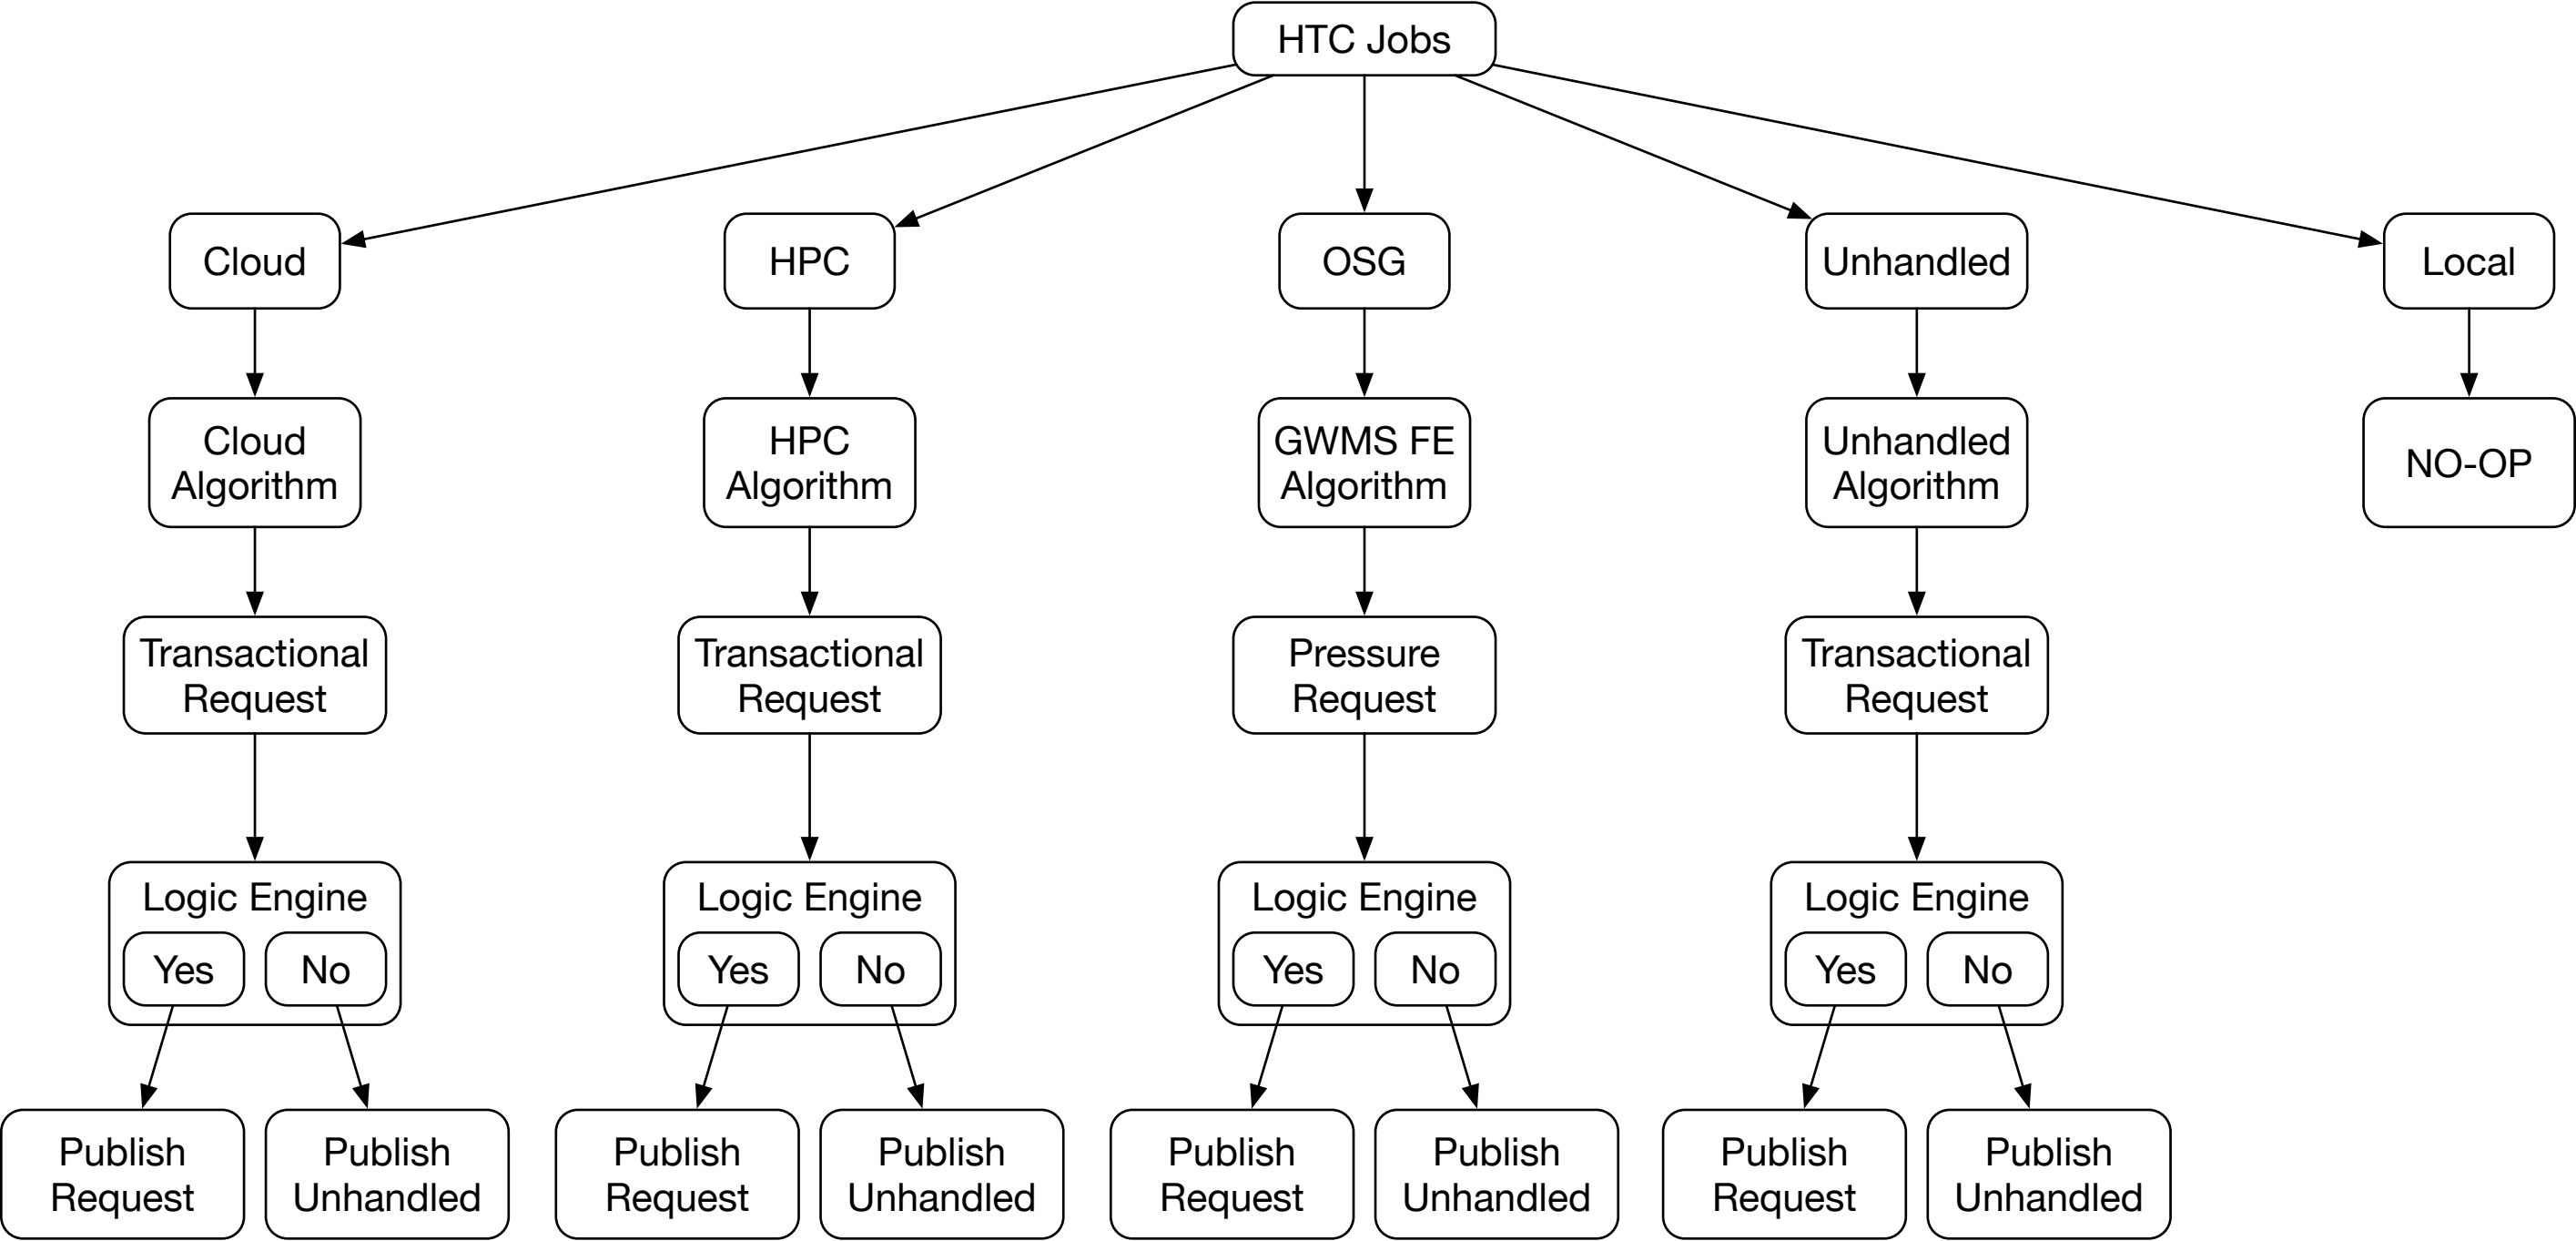 HTC Jobs
Cloud
HPC
OSG
Unhandled
Local
Cloud
Algorithm
HPC
Algorithm
GWMS FE
Algorithm
Unhandled
Algorithm
NO-OP
Transactional
Request
Transactional
Request
Pressure
Request
Transactional
Request
Logic Engine
Yes
No
Logic Engine
Yes
No
Logic Engine
Yes
No
Logic Engine
Yes
No
Publish
Request
Publish
Unhandled
Publish
Request
Publish
Unhandled
Publish
Request
Publish
Unhandled
Publish
Request
Publish
Unhandled